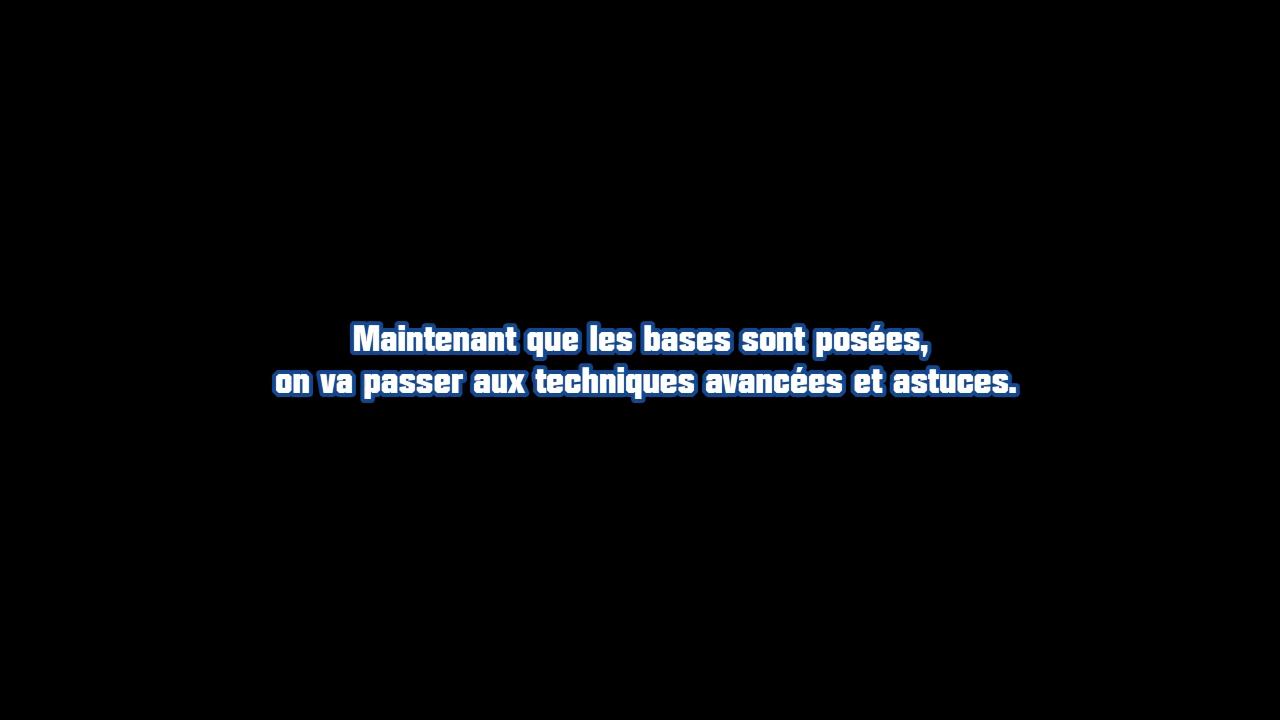 Maintenant que les bases sont posées,
on va passer aux techniques avancées et astuces.